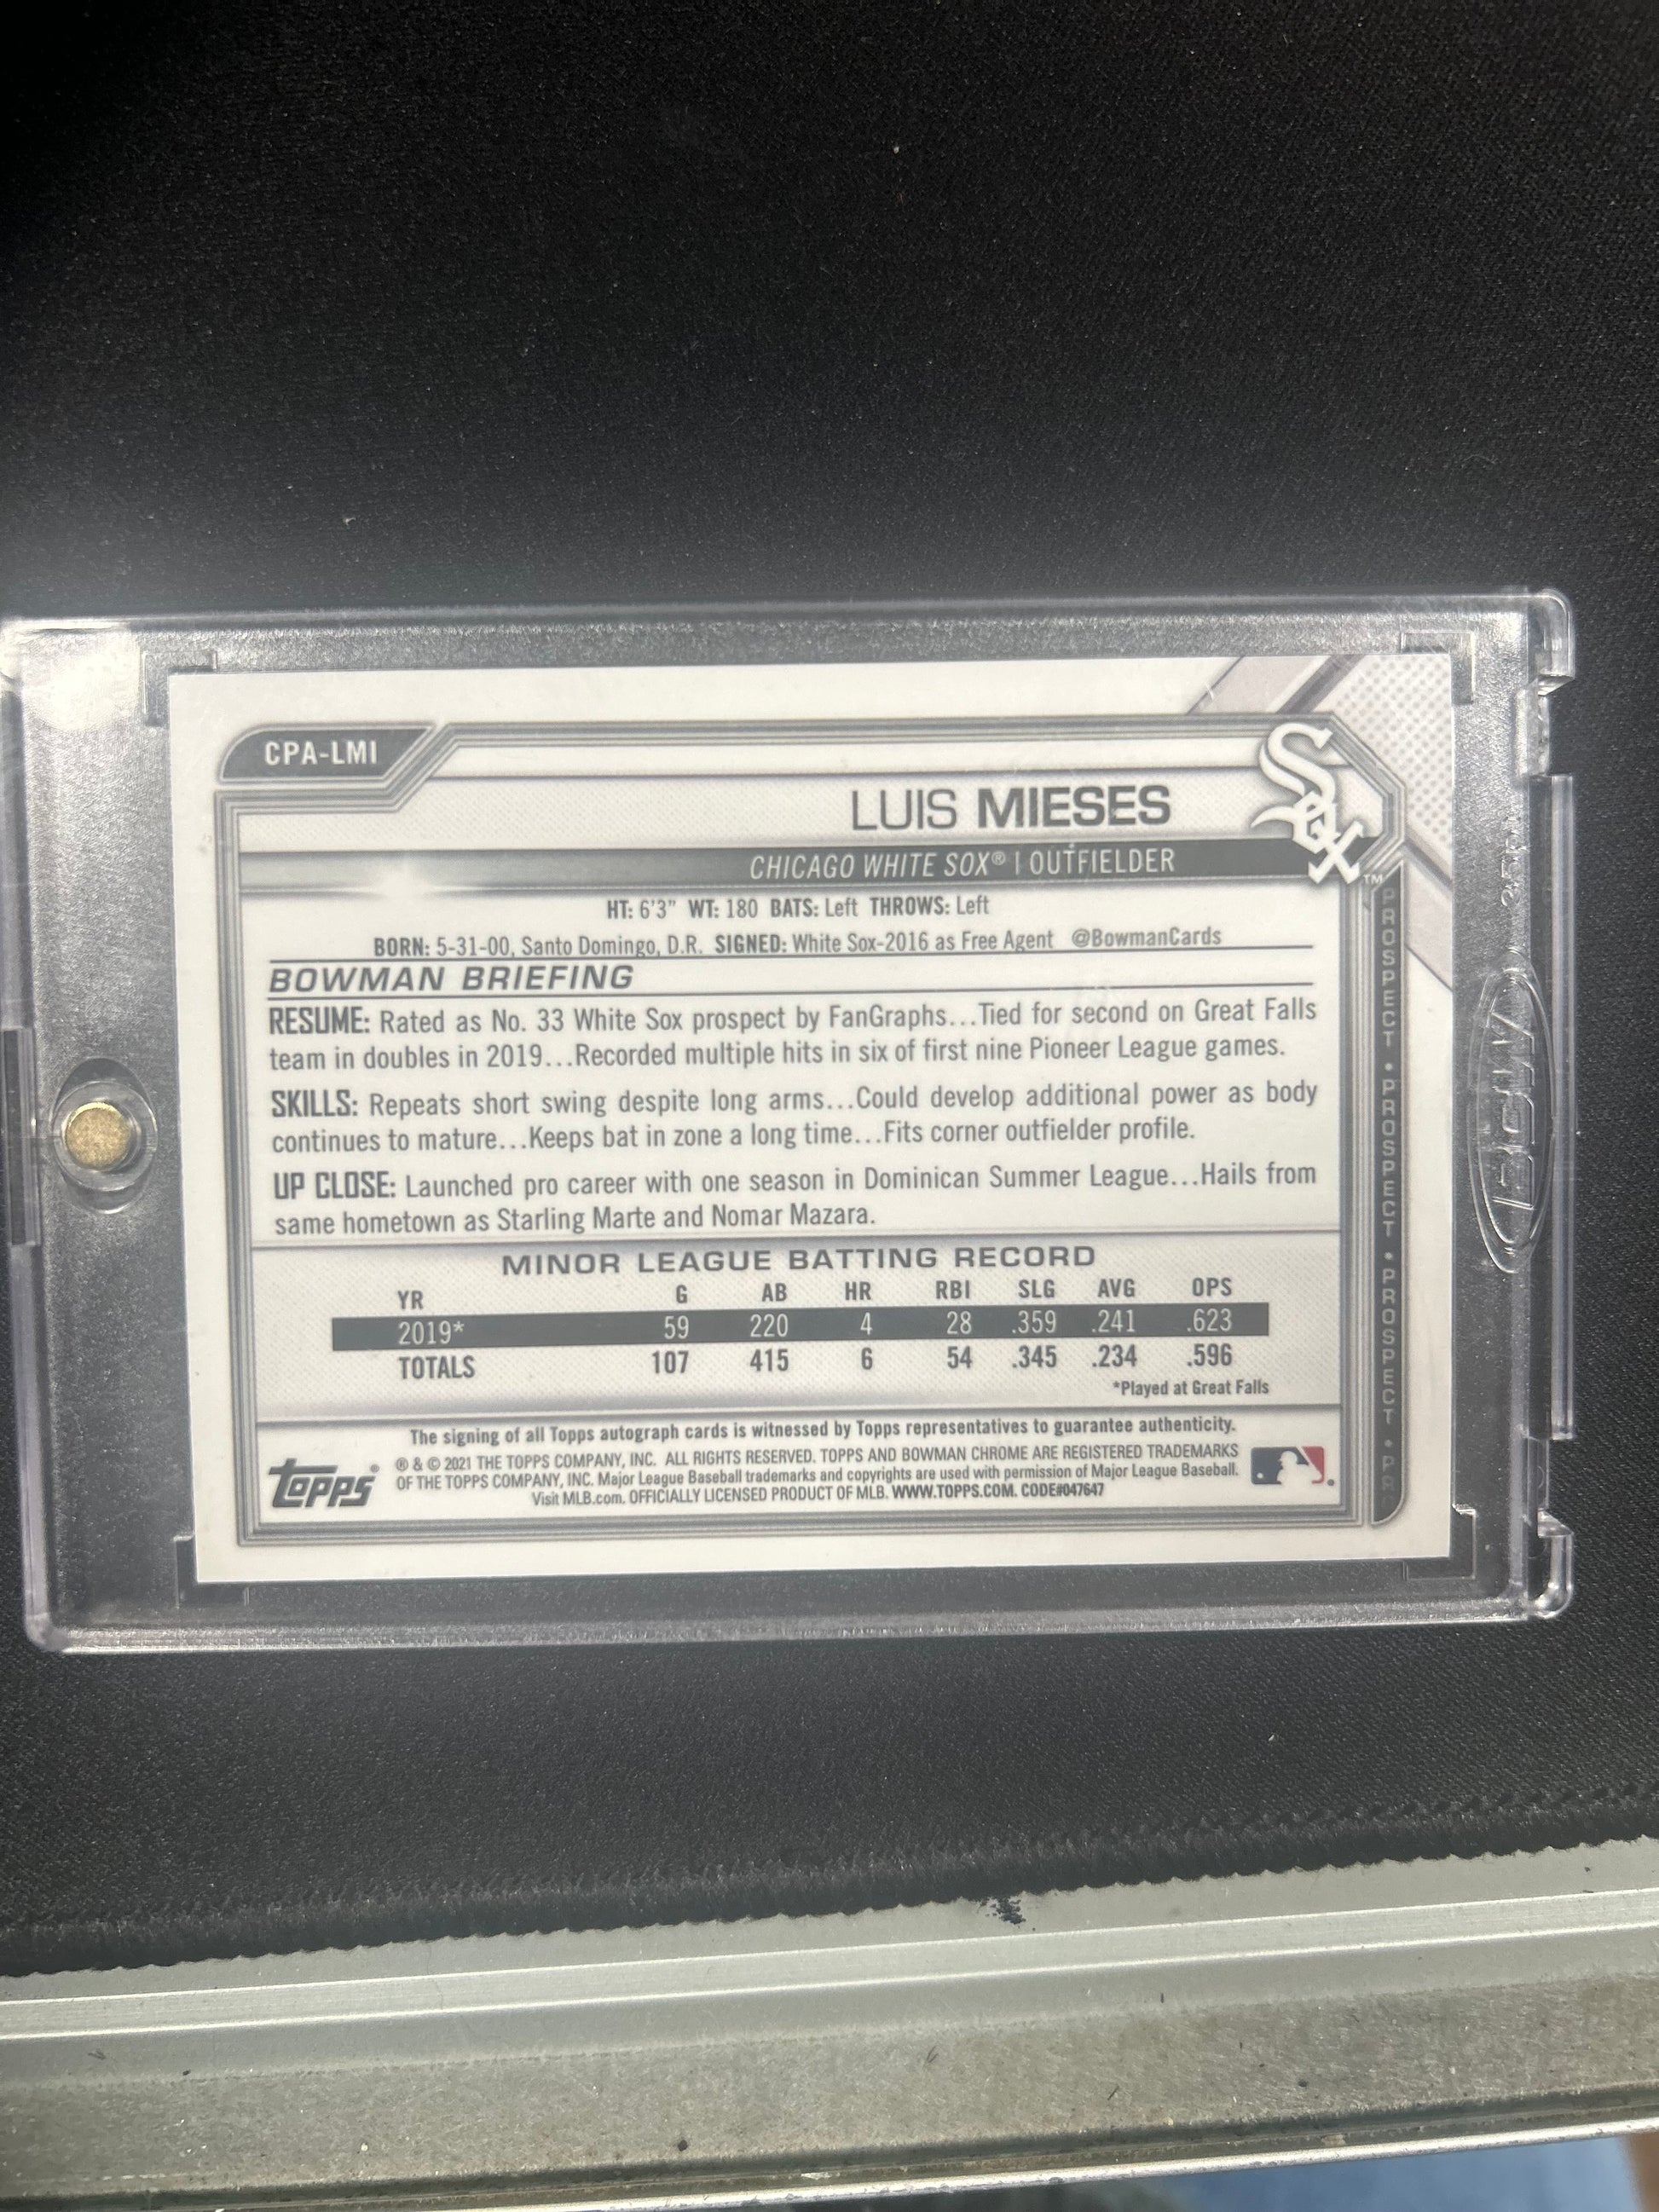 CPA-LMI
LUIS MIESES
CHICAGO WHITE SOX® | OUTFIELDER
SOX
TM
HT: 6'3" WT: 180 BATS: Left THROWS: Left
BORN: 5-31-00, Santo Domingo, D.R. SIGNED: White Sox-2016 as Free Agent @BowmanCards
BOWMAN BRIEFING
RESUME: Rated as No. 33 White Sox prospect by FanGraphs...Tied for second on Great Falls
team in doubles in 2019...Recorded multiple hits in six of first nine Pioneer League games.
SKILLS: Repeats short swing despite long arms...Could develop additional power as body
continues to mature...Keeps bat in zone a long time...Fits corner outfielder profile.
UP CLOSE: Launched pro career with one season in Dominican Summer League...Hails from
same hometown as Starling Marte and Nomar Mazara.
MINOR LEAGUE BATTING RECORD
YR G AB HR RBI SLG AVG OPS
2019* 59 220 4 28 .359 .241 .623
TOTALS 107 415 6 54 .345 .234 .596
*Played at Great Falls
The signing of all Topps autograph cards is witnessed by Topps representatives to guarantee authenticity.
TOPPS®
® & © 2021 THE TOPPS COMPANY, INC. ALL RIGHTS RESERVED. TOPPS AND BOWMAN CHROME ARE REGISTERED TRADEMARKS
OF THE TOPPS COMPANY, INC. Major League Baseball trademarks and copyrights are used with permission of Major League Baseball.
Visit MLB.com. OFFICIALLY LICENSED PRODUCT OF MLB. WWW.TOPPS.COM. CODE#047647
PROSPECT • PROSPECT • PROSPECT • PR